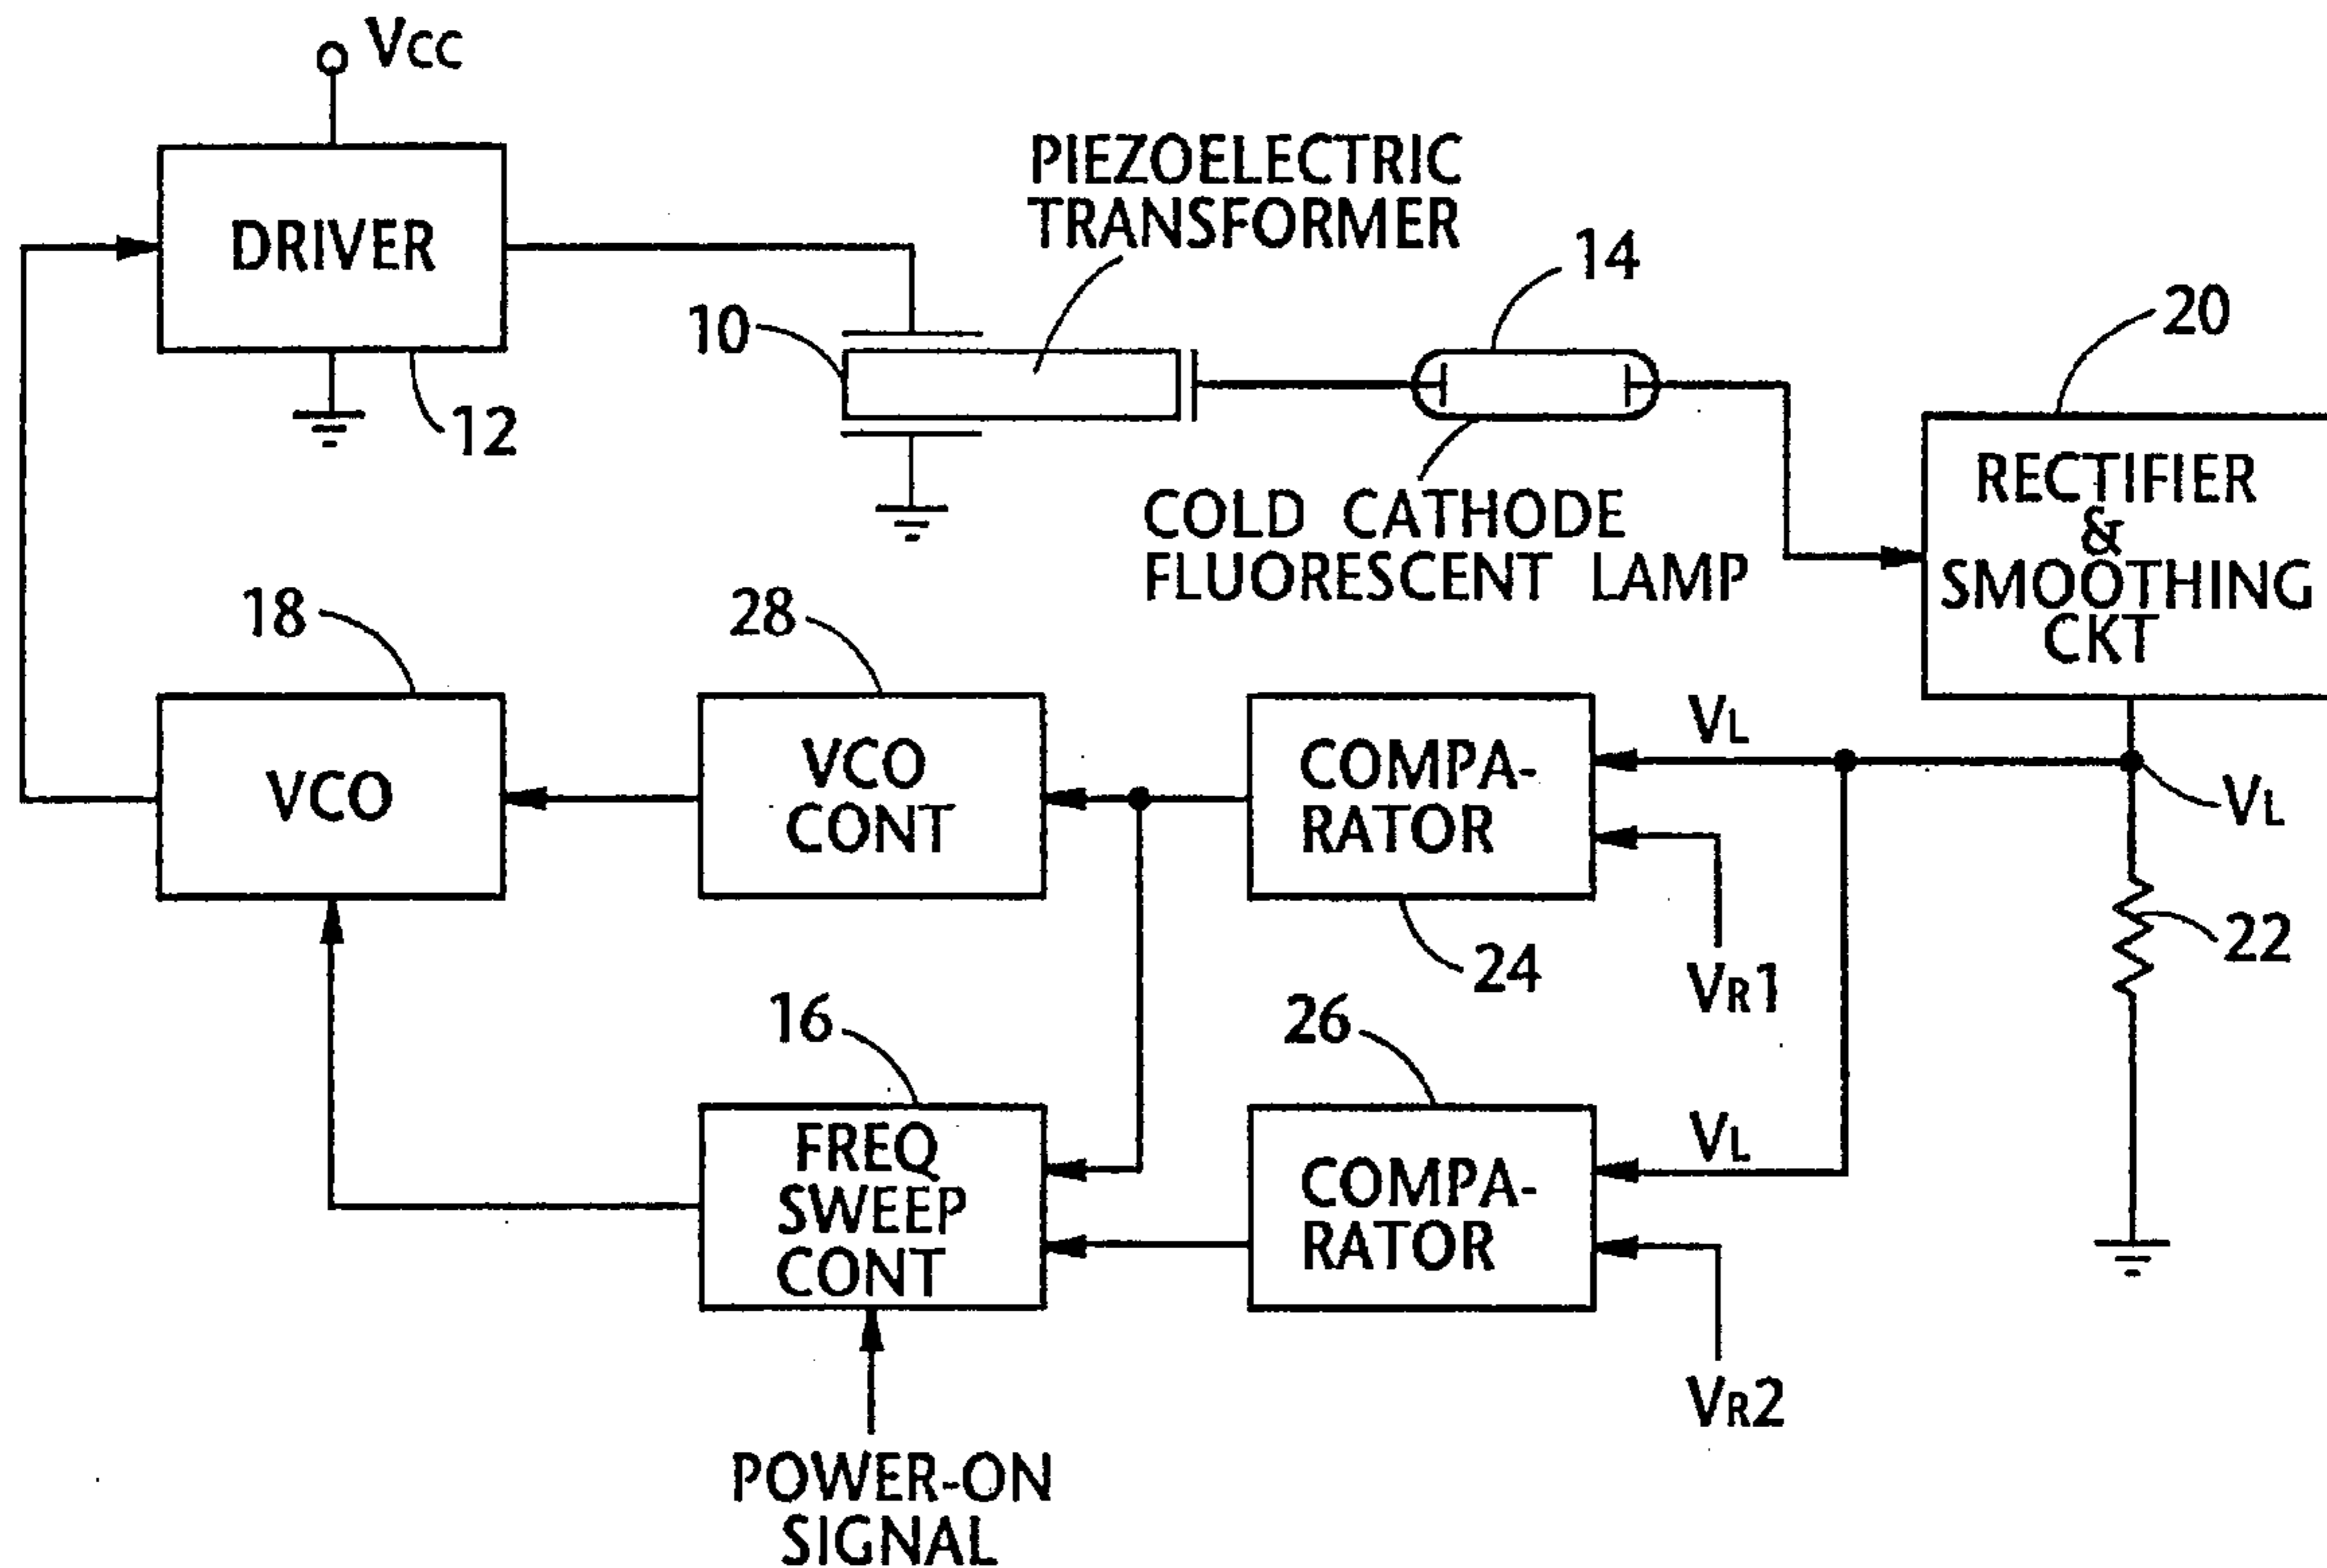 Vcc
DRIVER
12
PIEZOELECTRIC
TRANSFORMER
10
14
COLD CATHODE
FLUORESCENT LAMP
20
RECTIFIER
&
SMOOTHING
CKT
18
VCO
28
VCO
CONT
COMPA-
RATOR
24
VL
VL
VR1
22
16
FREQ
SWEEP
CONT
26
COMPA-
RATOR
VL
VR2
POWER-ON
SIGNAL